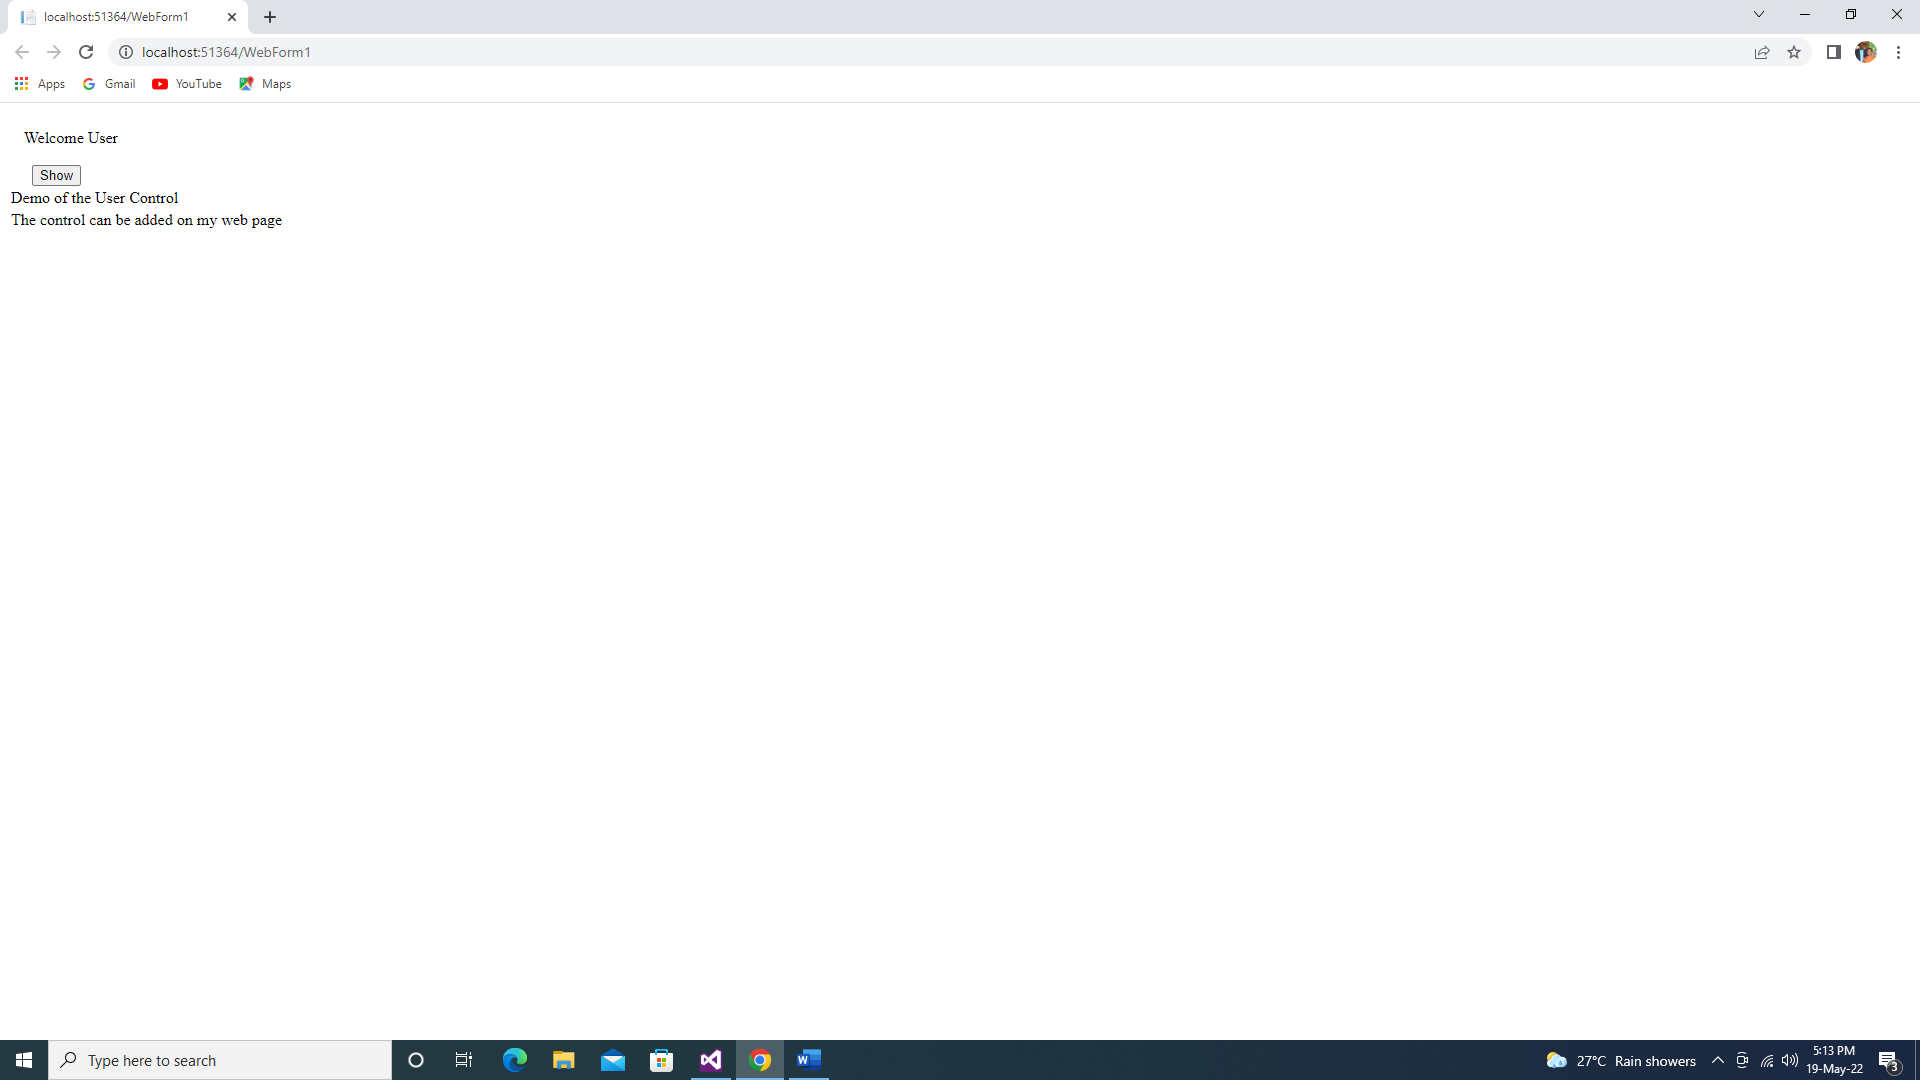 localhost:51364/WebForm1
localhost:51364/WebForm1
Apps Gmail YouTube Maps
Welcome User
Show
Demo of the User Control
The control can be added on my web page
Type here to search
27°C Rain showers
5:13 PM
19-May-22
3